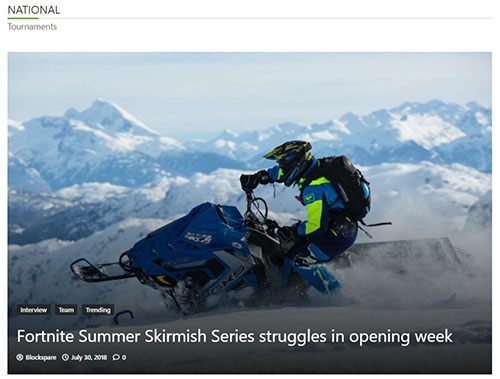 NATIONAL
Tournaments
Interview Team Trending
Fortnite Summer Skirmish Series struggles in opening week
Blockspare July 30, 2018 0